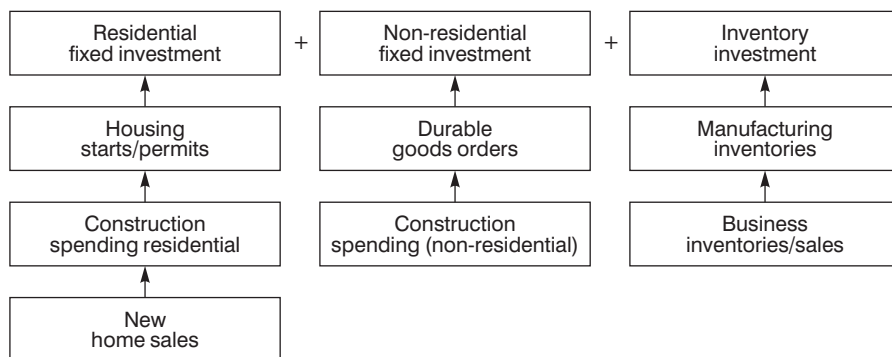 Residential
fixed investment
+
Non-residential
fixed investment
+
Inventory
investment
Housing
starts/permits
Durable
goods orders
Manufacturing
inventories
Construction
spending residential
Construction
spending (non-residential)
Business
inventories/sales
New
home sales